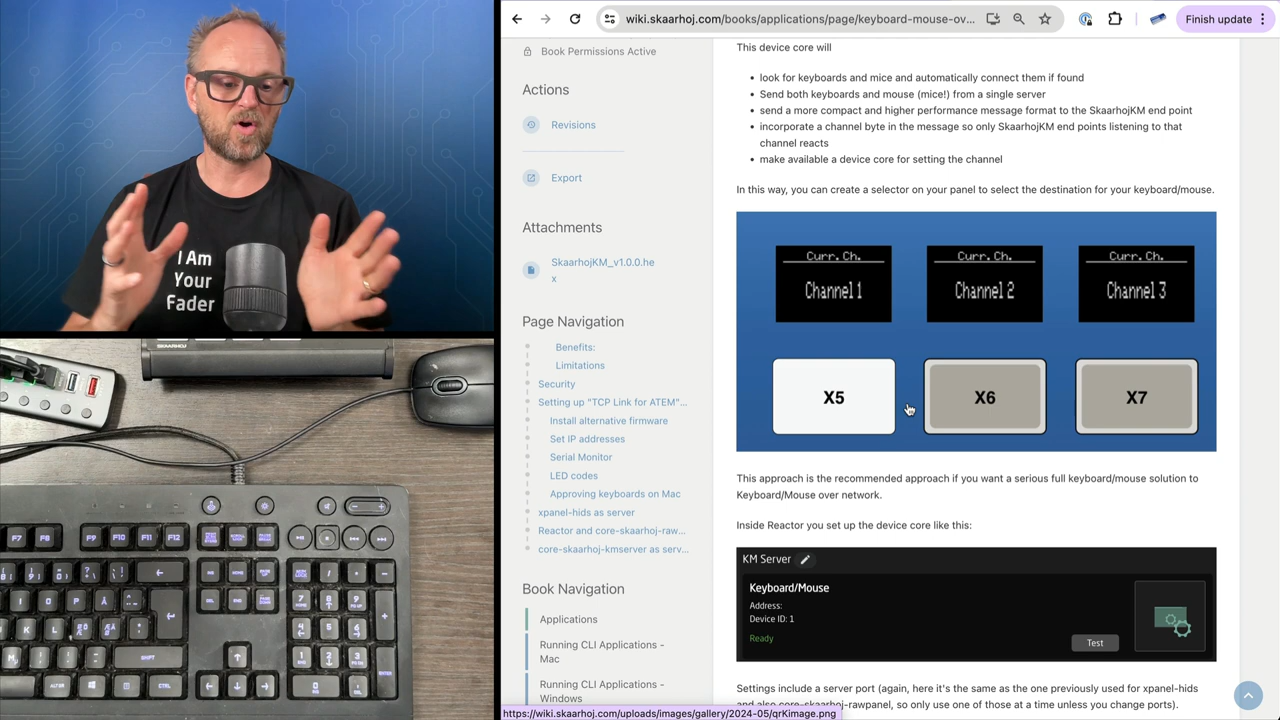 I Am
Your
Fader
SKAARHOJ
F7
F8
F9
F10
F11
F12
SHIFT
ALT GR
CTRL
ENTER
wiki.skaarhoj.com/books/applications/page/keyboard-mouse-ov...
Finish update
Book Permissions Active
Actions
Revisions
Export
Attachments
SkaarhojKM_v1.0.0.he
x
Page Navigation
Benefits:
Limitations
Security
Setting up "TCP Link for ATEM"...
Install alternative firmware
Set IP addresses
Serial Monitor
LED codes
Approving keyboards on Mac
xpanel-hids as server
Reactor and core-skaarhoj-raw...
core-skaarhoj-kmserver as serv...
Book Navigation
Applications
Running CLI Applications -
Mac
Running CLI Applications -
Windows
https://wiki.skaarhoj.com/uploads/images/gallery/2024-05/qrKimage.png
This device core will
• look for keyboards and mice and automatically connect them if found
• Send both keyboards and mouse (mice!) from a single server
• send a more compact and higher performance message format to the SkaarhojKM end point
• incorporate a channel byte in the message so only SkaarhojKM end points listening to that
channel reacts
• make available a device core for setting the channel
In this way, you can create a selector on your panel to select the destination for your keyboard/mouse.
Curr. Ch. Curr. Ch. Curr. Ch.
Channel 1 Channel 2 Channel 3
X5 X6 X7
This approach is the recommended approach if you want a serious full keyboard/mouse solution to
Keyboard/Mouse over network.
Inside Reactor you set up the device core like this:
KM Server
Keyboard/Mouse
Address:
Device ID: 1
Ready
Test
Settings include a server port (again, here it's the same as the one previously used for xpanel-hids
and also core-skaarhoj-rawpanel, so only use one of those at a time unless you change ports).